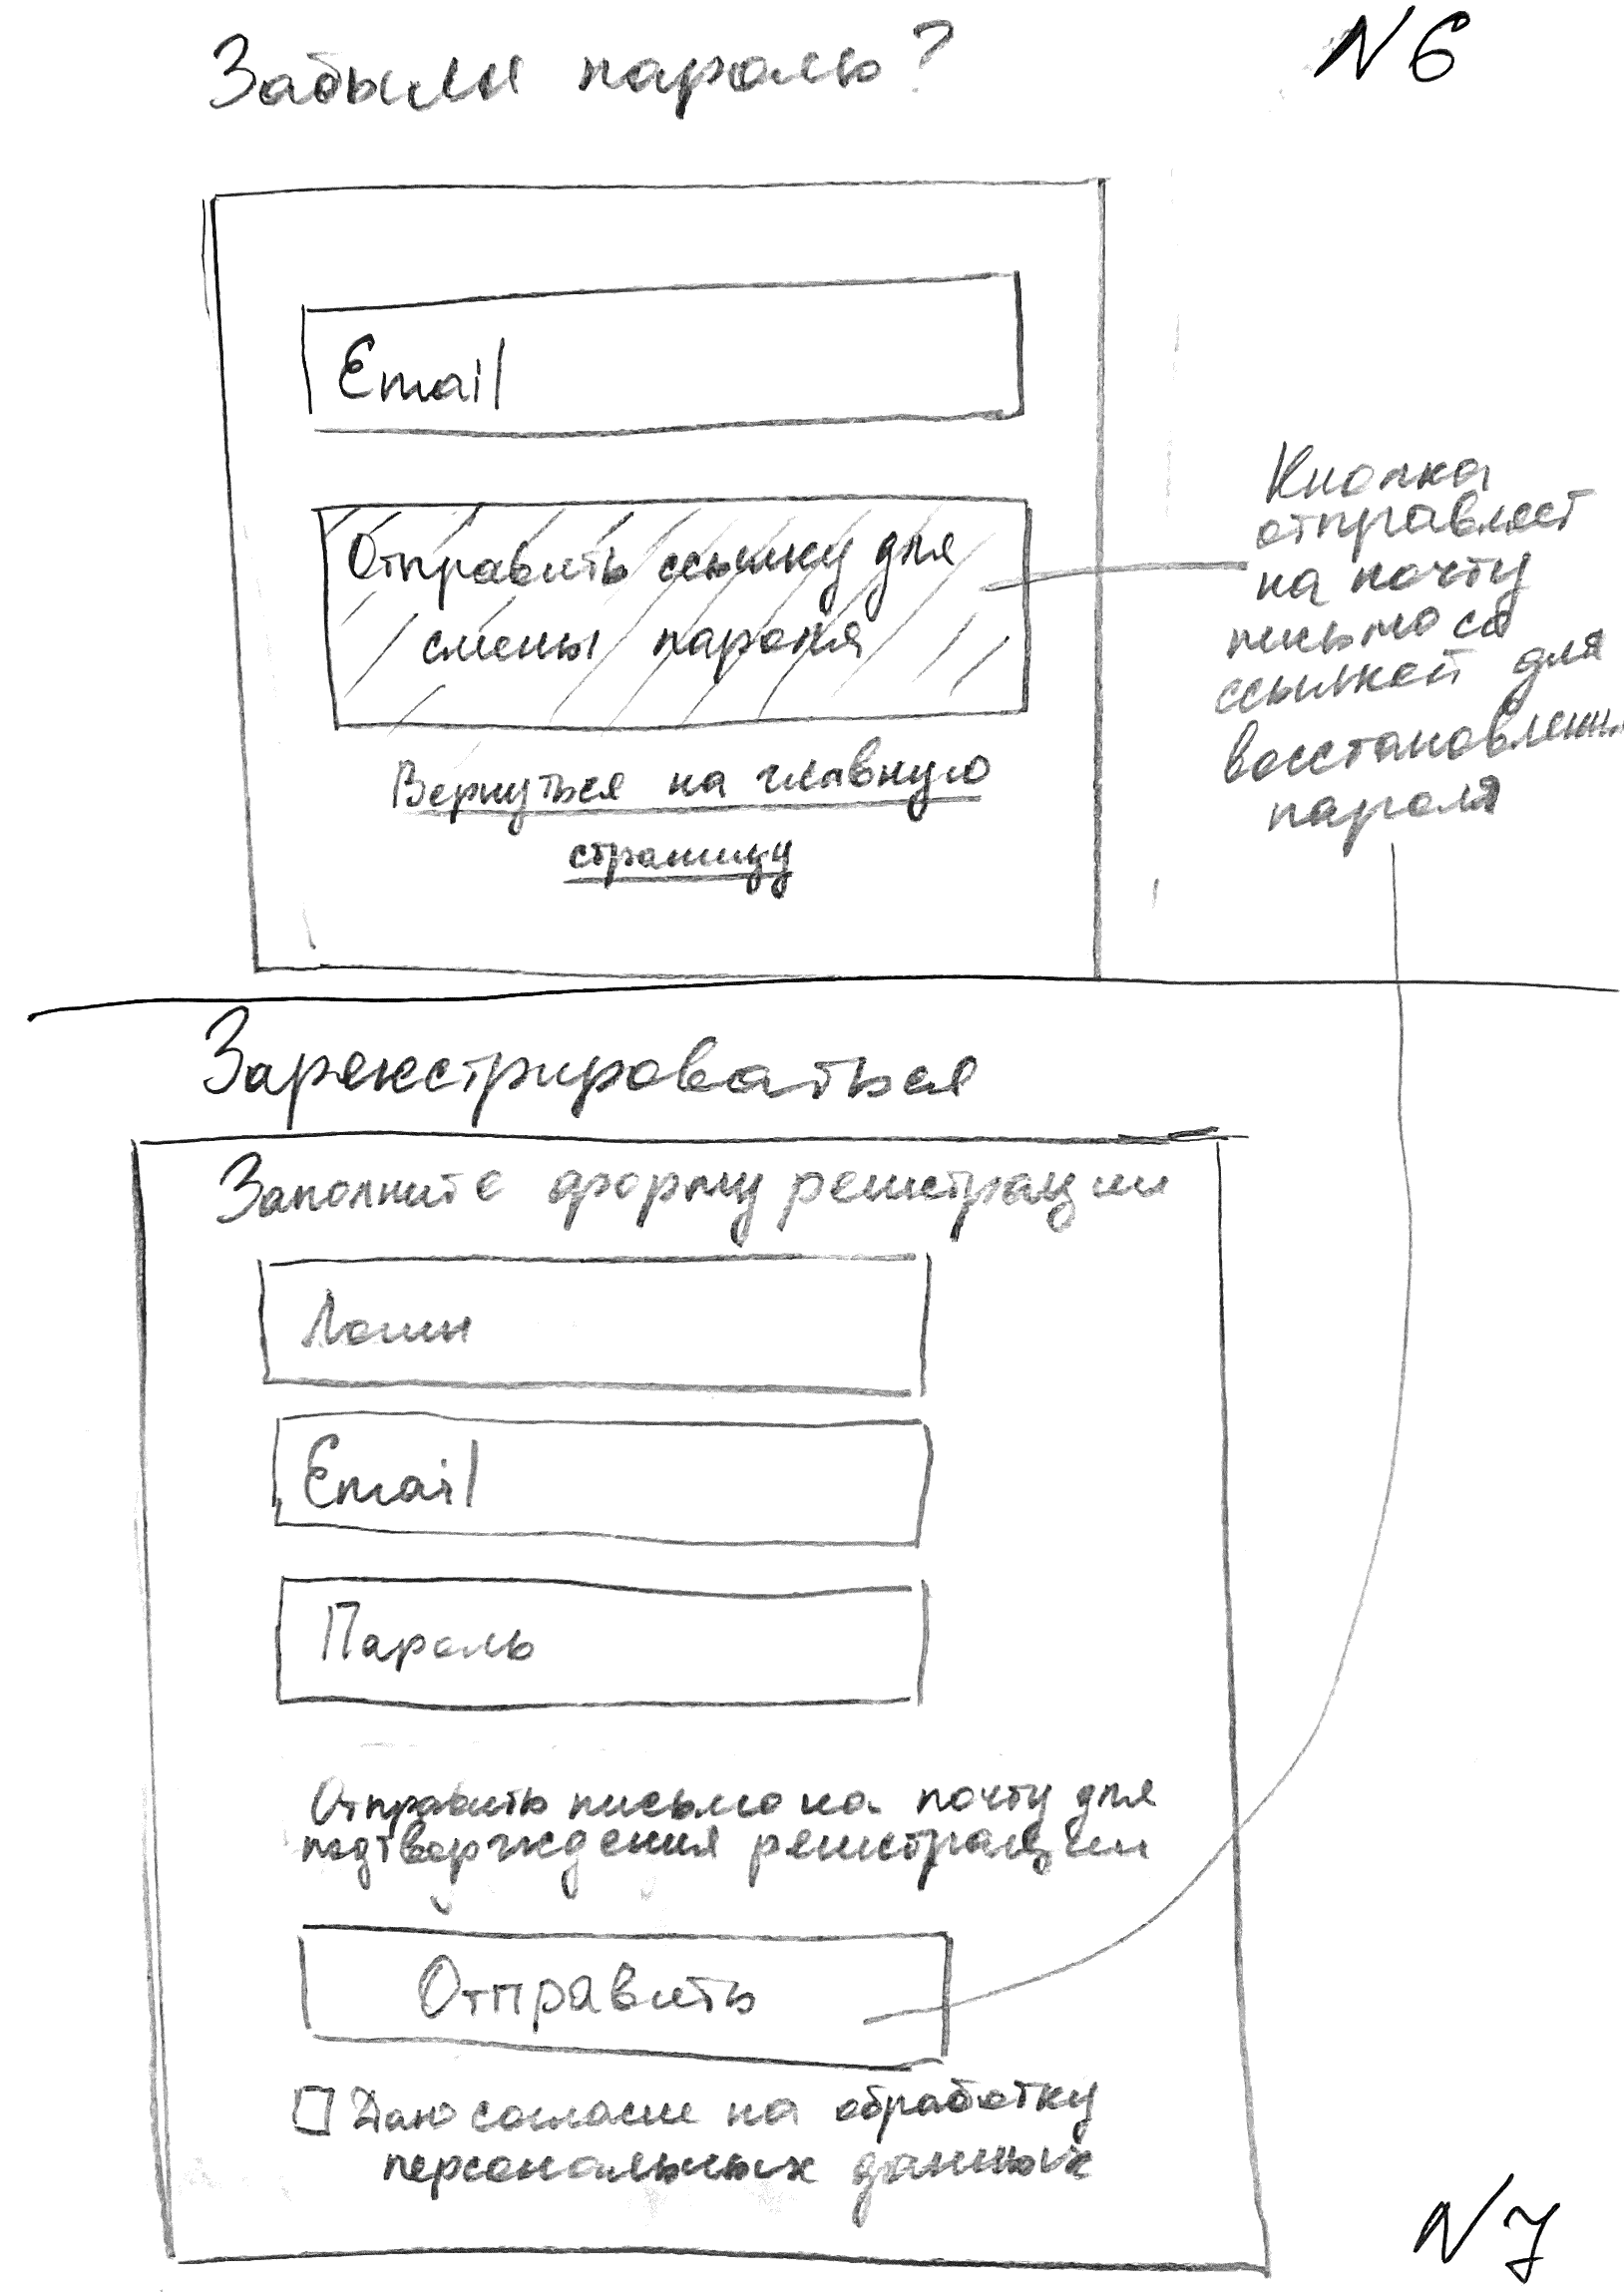 Забыли пароль?
N 6
Email
Отправить ссылку для
смены пароля
Вернуться на главную
страницу
Кнопка
отправляет
на почту
письмо со
ссылкой для
восстановления
пароля
Зарегистрироваться
Заполните форму регистрации
Логин
Email
Пароль
Отправить письмо на почту для
подтверждения регистрации
Отправить
Даю согласие на обработку
персональных данных
N 7